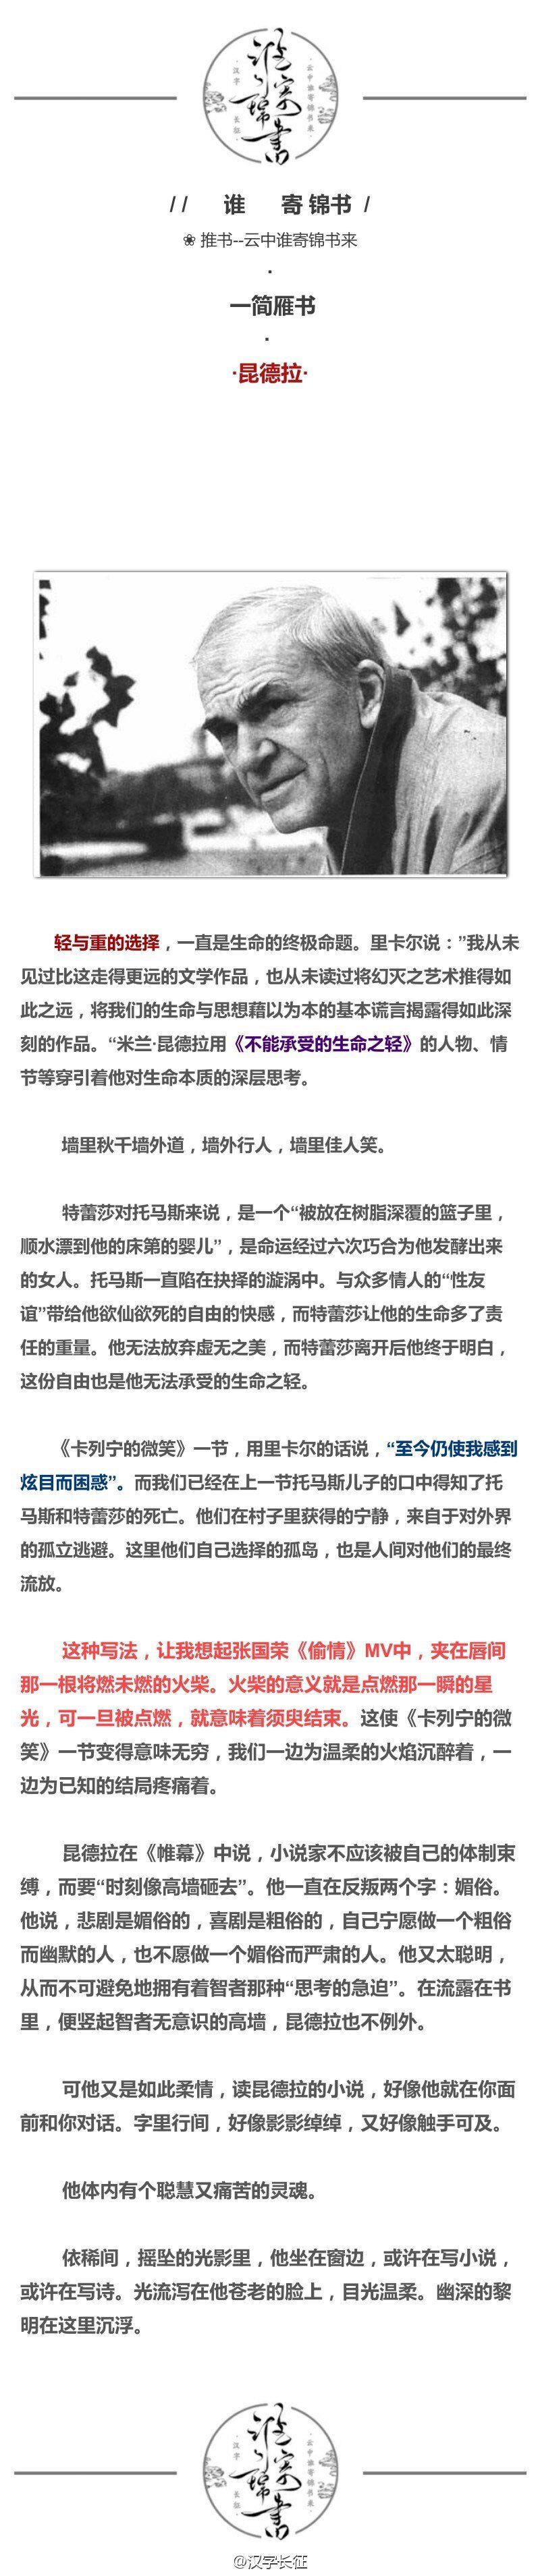 谁寄锦书
·汉字
长征·
·云中谁寄锦书来·
// 谁 寄 锦书 /
❀ 推书--云中谁寄锦书来
·
一简雁书
·
·昆德拉·
轻与重的选择，一直是生命的终极命题。里卡尔说：”我从未
见过比这走得更远的文学作品，也从未读过将幻灭之艺术推得如
此之远，将我们的生命与思想藉以为本的基本谎言揭露得如此深
刻的作品。“米兰·昆德拉用《不能承受的生命之轻》的人物、情
节等穿引着他对生命本质的深层思考。
墙里秋千墙外道，墙外行人，墙里佳人笑。
特蕾莎对托马斯来说，是一个“被放在树脂深覆的篮子里，
顺水漂到他的床第的婴儿”，是命运经过六次巧合为他发酵出来
的女人。托马斯一直陷在抉择的漩涡中。与众多情人的“性友
谊”带给他欲仙欲死的自由的快感，而特蕾莎让他的生命多了责
任的重量。他无法放弃虚无之美，而特蕾莎离开后他终于明白，
这份自由也是他无法承受的生命之轻。
《卡列宁的微笑》一节，用里卡尔的话说，“至今仍使我感到
炫目而困惑”。而我们已经在上一节托马斯儿子的口中得知了托
马斯和特蕾莎的死亡。他们在村子里获得的宁静，来自于对外界
的孤立逃避。这里他们自己选择的孤岛，也是人间对他们的最终
流放。
这种写法，让我想起张国荣《偷情》MV中，夹在唇间
那一根将燃未燃的火柴。火柴的意义就是点燃那一瞬的星
光，可一旦被点燃，就意味着须臾结束。这使《卡列宁的微
笑》一节变得意味无穷，我们一边为温柔的火焰沉醉着，一
边为已知的结局疼痛着。
昆德拉在《帷幕》中说，小说家不应该被自己的体制束
缚，而要“时刻像高墙砸去”。他一直在反叛两个字：媚俗。
他说，悲剧是媚俗的，喜剧是粗俗的，自己宁愿做一个粗俗
而幽默的人，也不愿做一个媚俗而严肃的人。他又太聪明，
从而不可避免地拥有着智者那种“思考的急迫”。在流露在书
里，便竖起智者无意识的高墙，昆德拉也不例外。
可他又是如此柔情，读昆德拉的小说，好像他就在你面
前和你对话。字里行间，好像影影绰绰，又好像触手可及。
他体内有个聪慧又痛苦的灵魂。
依稀间，摇坠的光影里，他坐在窗边，或许在写小说，
或许在写诗。光流泻在他苍老的脸上，目光温柔。幽深的黎
明在这里沉浮。
谁寄锦书
·汉字
长征·
·云中谁寄锦书来·
@汉字长征